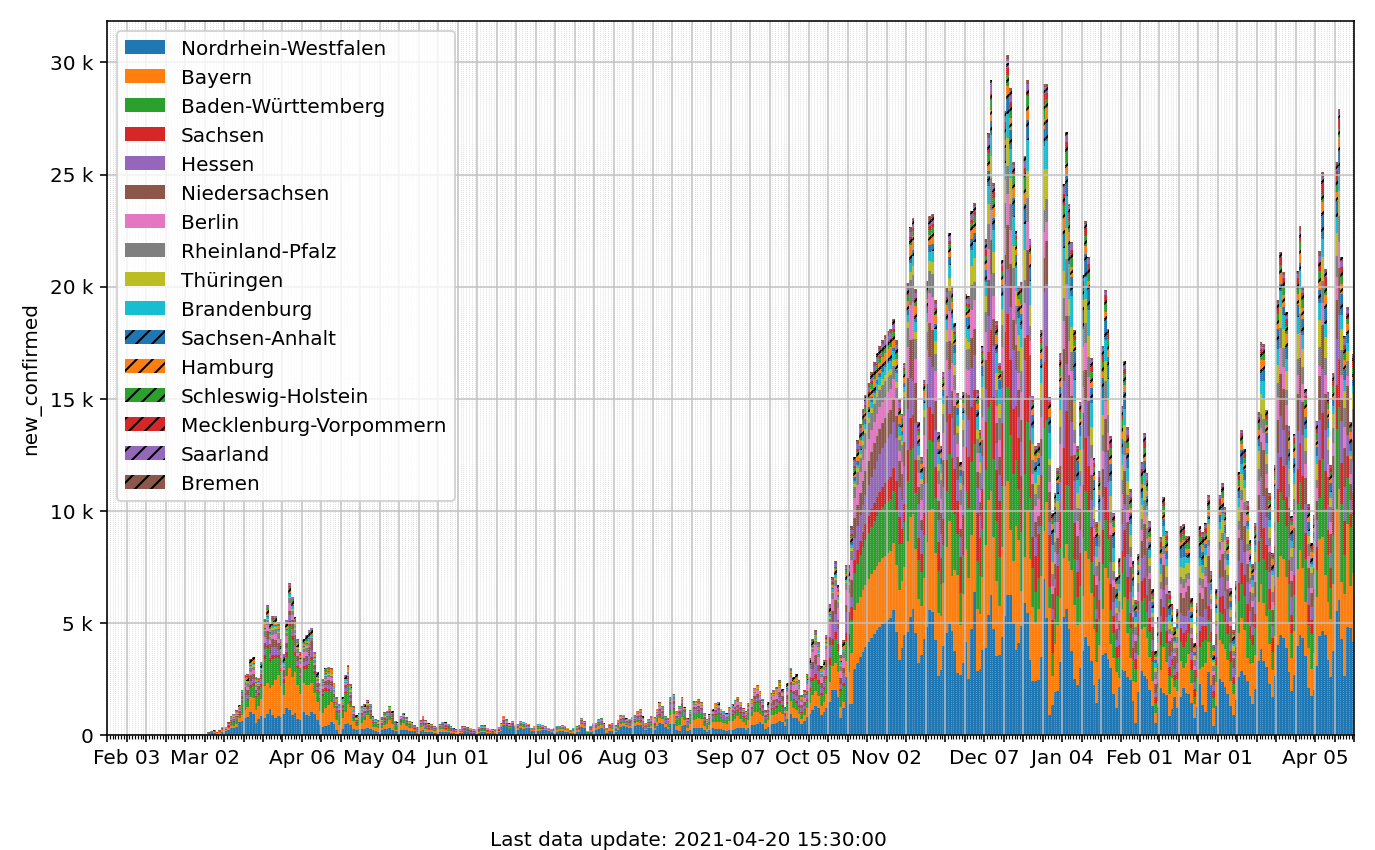 30 k
25 k
20 k
15 k
10 k
5 k
0
new_confirmed
Nordrhein-Westfalen
Bayern
Baden-Württemberg
Sachsen
Hessen
Niedersachsen
Berlin
Rheinland-Pfalz
Thüringen
Brandenburg
Sachsen-Anhalt
Hamburg
Schleswig-Holstein
Mecklenburg-Vorpommern
Saarland
Bremen
Feb 03 Mar 02 Apr 06 May 04 Jun 01 Jul 06 Aug 03 Sep 07 Oct 05 Nov 02 Dec 07 Jan 04 Feb 01 Mar 01 Apr 05
Last data update: 2021-04-20 15:30:00